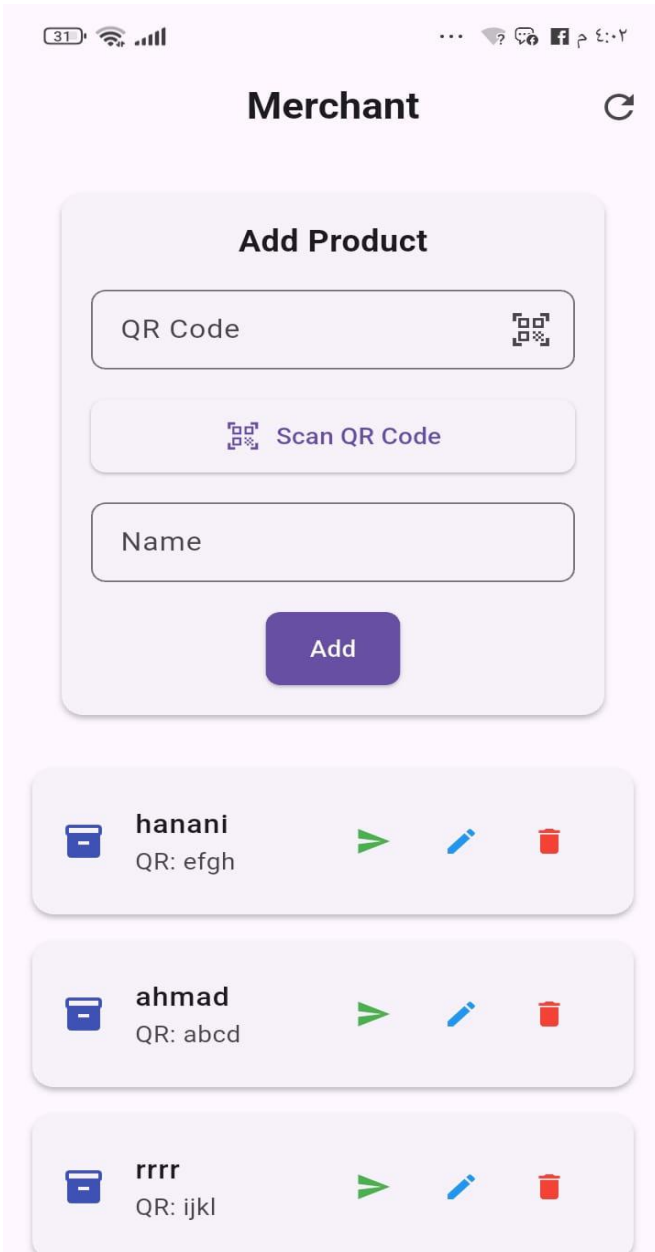 31
٤:٠٢ م
Merchant
Add Product
QR Code
Scan QR Code
Name
Add
hanani
QR: efgh
ahmad
QR: abcd
rrrr
QR: ijkl